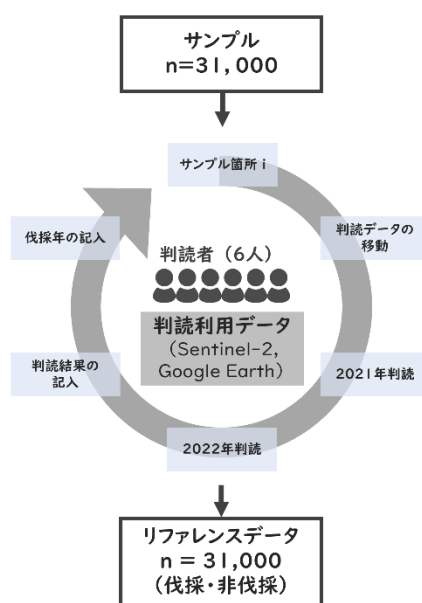 サンプル
n=31,000
サンプル箇所 i
判読データの
移動
2021年判読
2022年判読
判読結果の
記入
伐採年の記入
判読者（6人）
判読利用データ
（Sentinel-2,
Google Earth）
リファレンスデータ
n = 31,000
（伐採・非伐採）